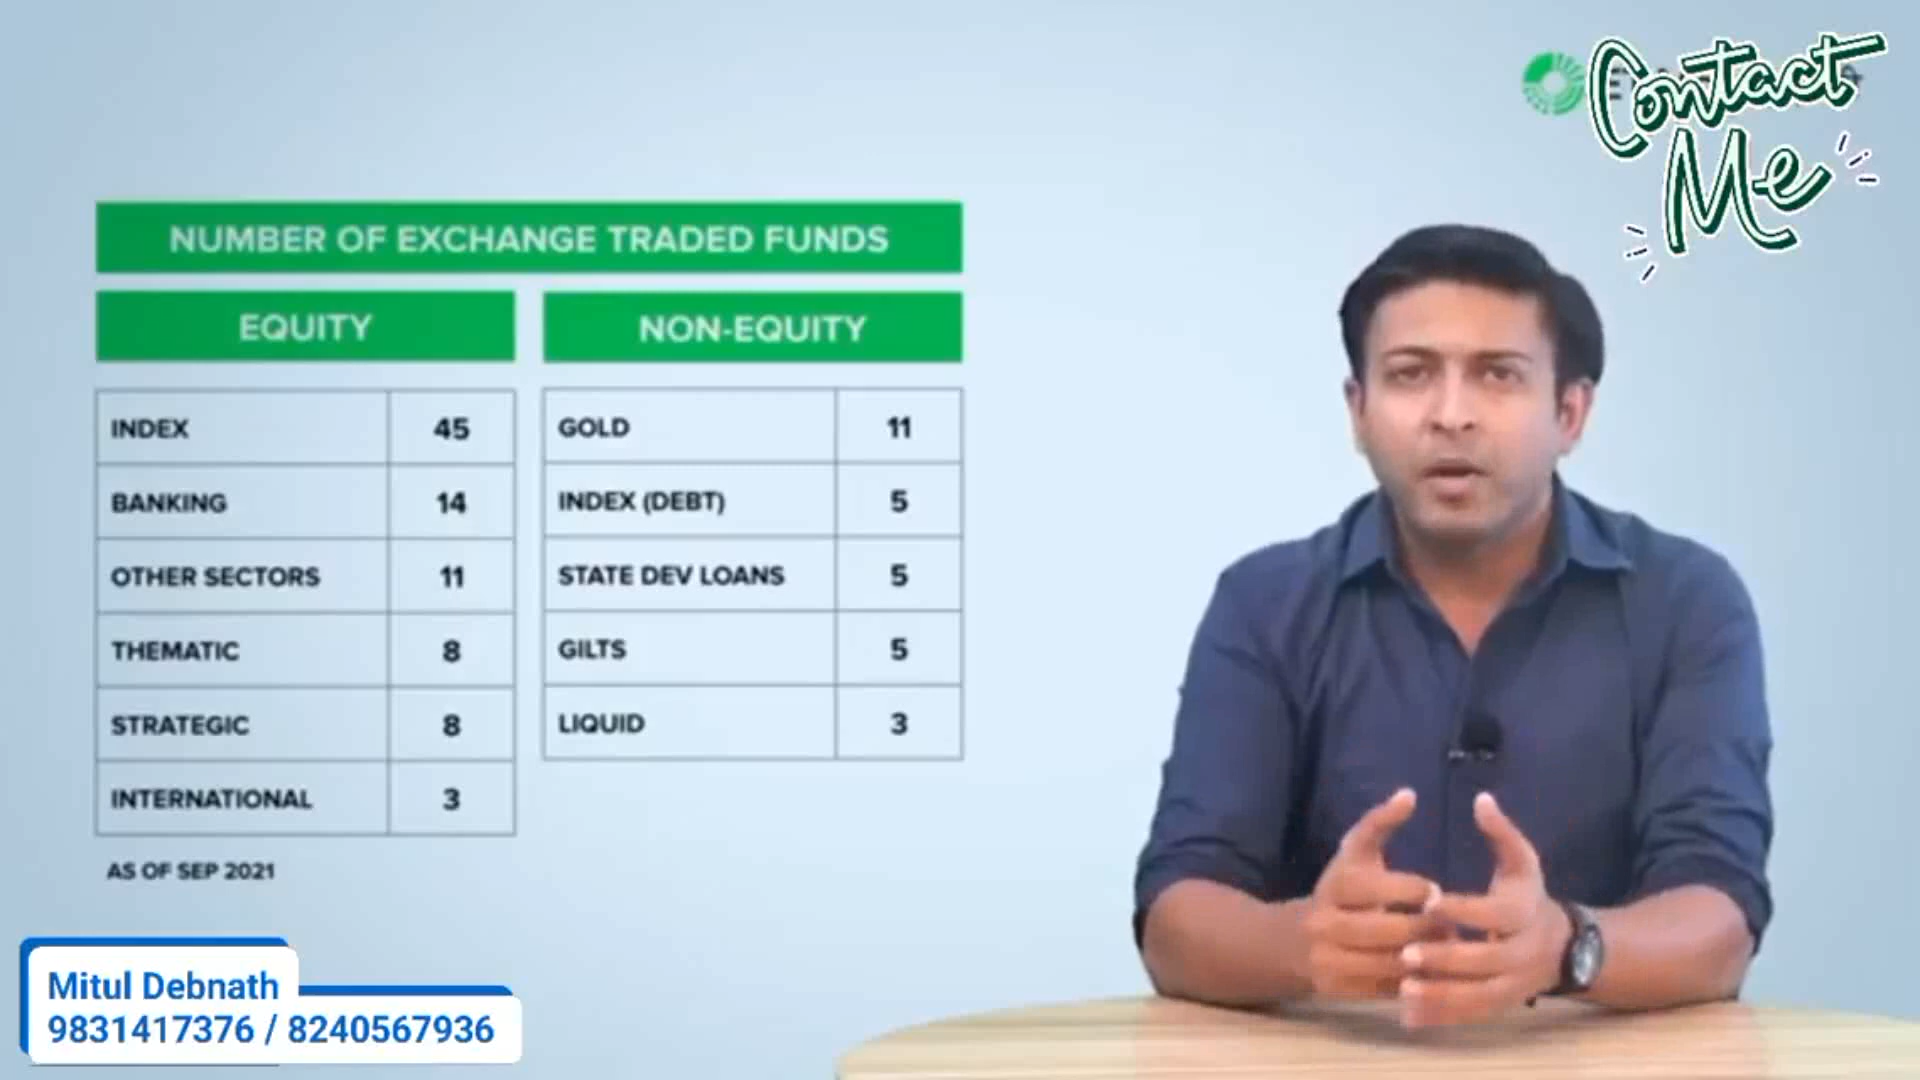 Contact
Me
NUMBER OF EXCHANGE TRADED FUNDS
EQUITY
NON-EQUITY
INDEX 45
BANKING 14
OTHER SECTORS 11
THEMATIC 8
STRATEGIC 8
INTERNATIONAL 3
GOLD 11
INDEX (DEBT) 5
STATE DEV LOANS 5
GILTS 5
LIQUID 3
AS OF SEP 2021
Mitul Debnath
9831417376 / 8240567936